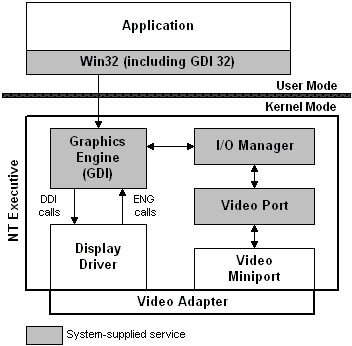 Application
Win32 (including GDI 32)
User Mode
Kernel Mode
NT Executive
Graphics
Engine
(GDI)
I/O Manager
DDI
calls
ENG
calls
Video Port
Display
Driver
Video
Miniport
Video Adapter
System-supplied service